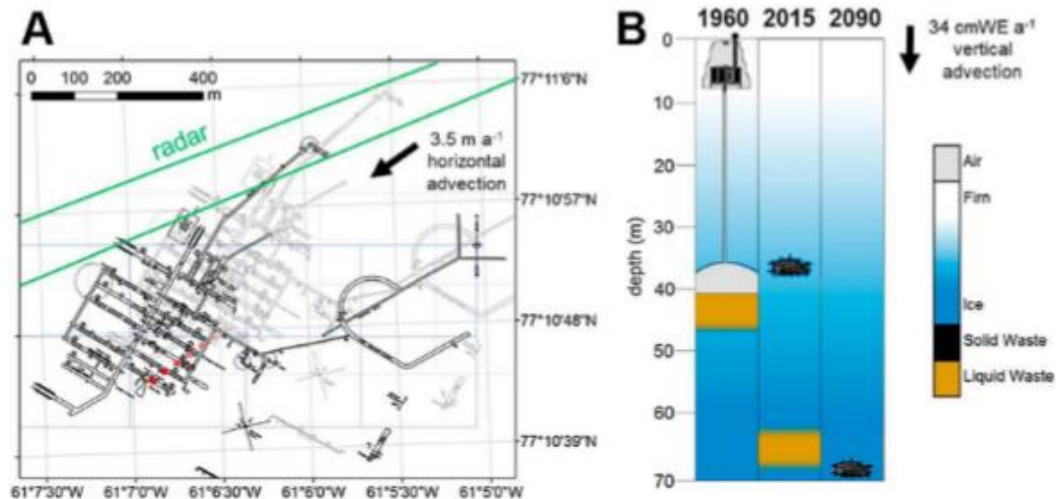 A
0 100 200 400
m
radar
3.5 m a⁻¹
horizontal
advection
77°11'6"N
77°10'57"N
77°10'48"N
77°10'39"N
61°7'30"W 61°7'0"W 61°6'30"W 61°6'0"W 61°5'30"W 61°5'0"W
B
1960 2015 2090
0
10
20
30
40
50
60
70
depth (m)
34 cmWE a⁻¹
vertical
advection
Air
Firn
Ice
Solid Waste
Liquid Waste